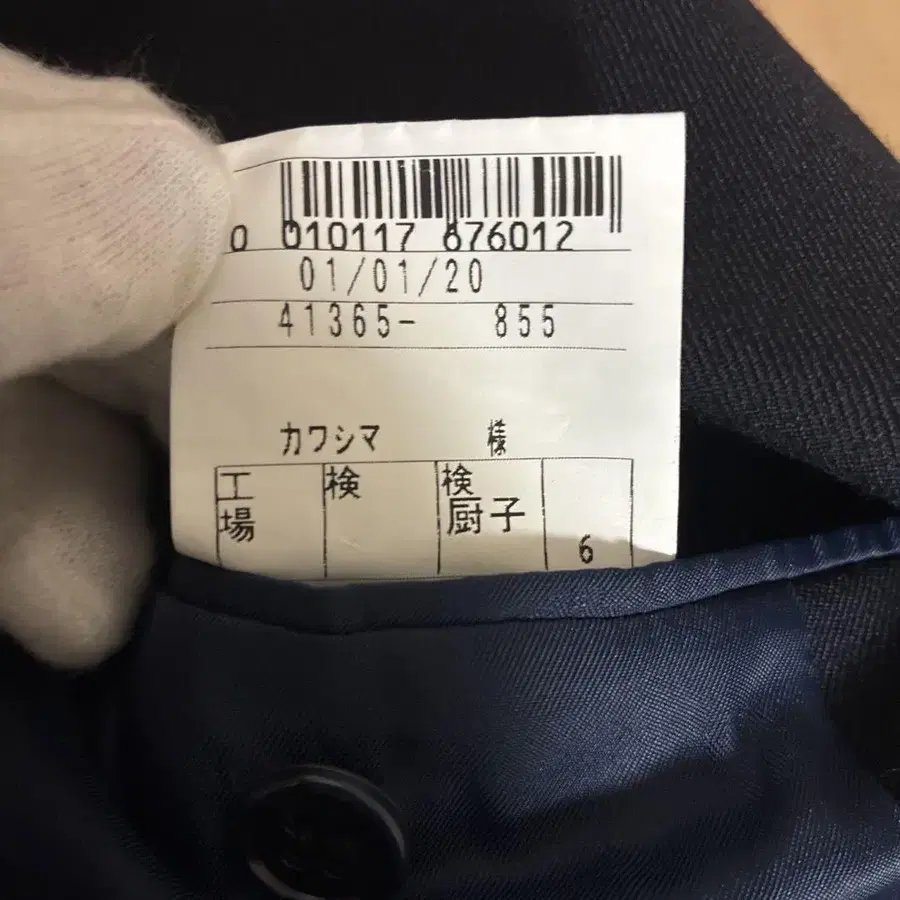 0 010117 676012
01/01/20
41365- 855
カワシマ 様
工場 検 検 厨子 6